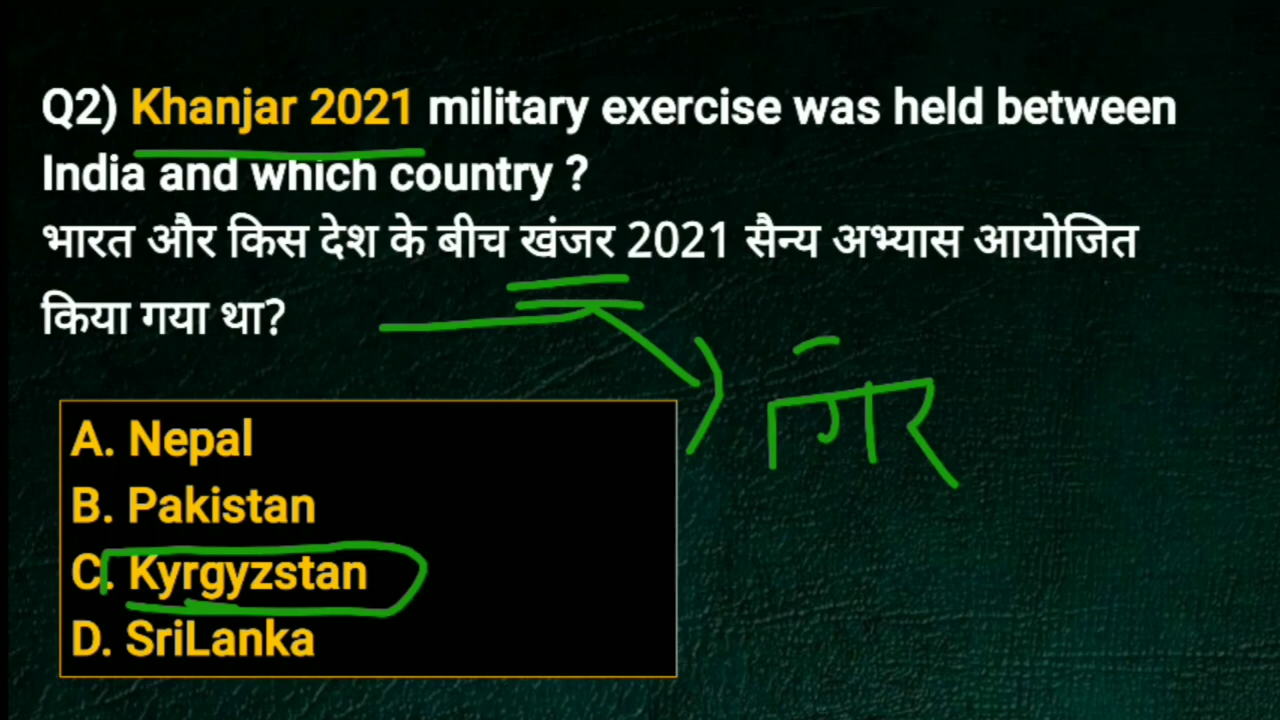 Q2) Khanjar 2021 military exercise was held between
India and which country ?
भारत और किस देश के बीच खंजर 2021 सैन्य अभ्यास आयोजित
किया गया था?
A. Nepal
B. Pakistan
C. Kyrgyzstan
D. SriLanka